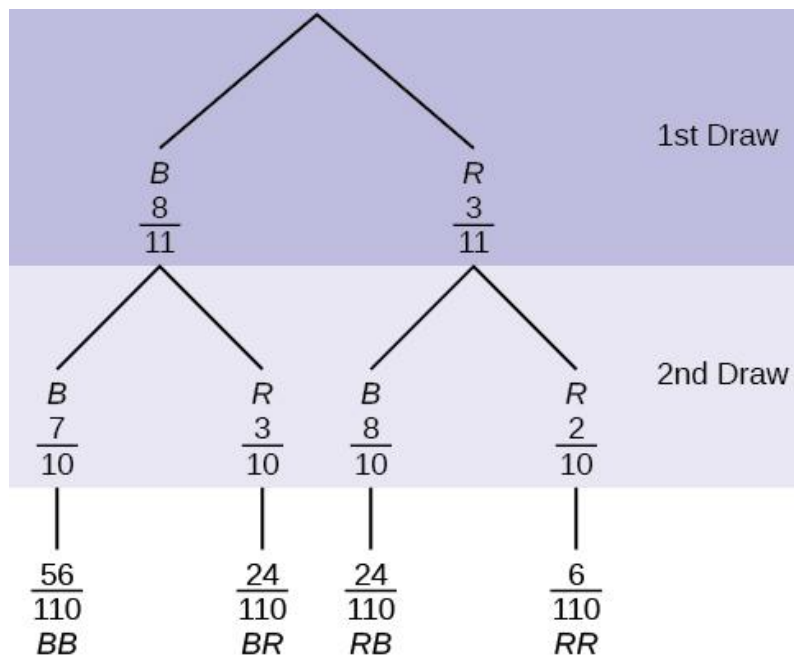 1st Draw
B R
8/11 3/11
2nd Draw
B R B R
7/10 3/10 8/10 2/10
56/110 24/110 24/110 6/110
BB BR RB RR